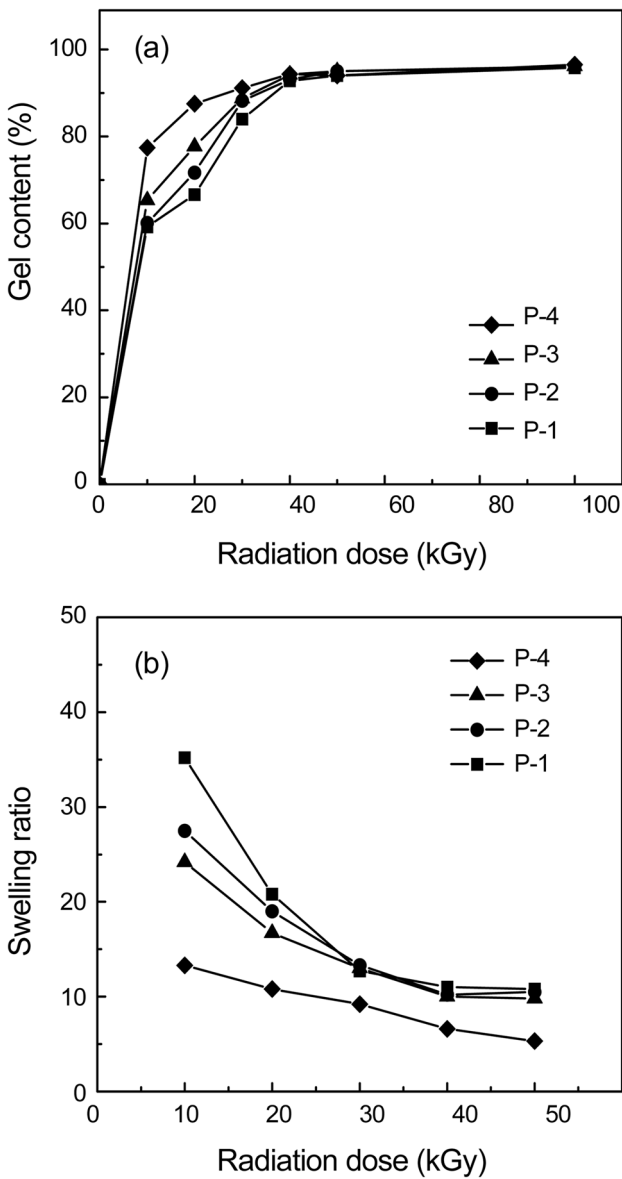 (a)
Gel content (%)
100
80
60
40
20
0
P-4
P-3
P-2
P-1
0 20 40 60 80 100
Radiation dose (kGy)
(b)
Swelling ratio
50
40
30
20
10
0
P-4
P-3
P-2
P-1
0 10 20 30 40 50
Radiation dose (kGy)